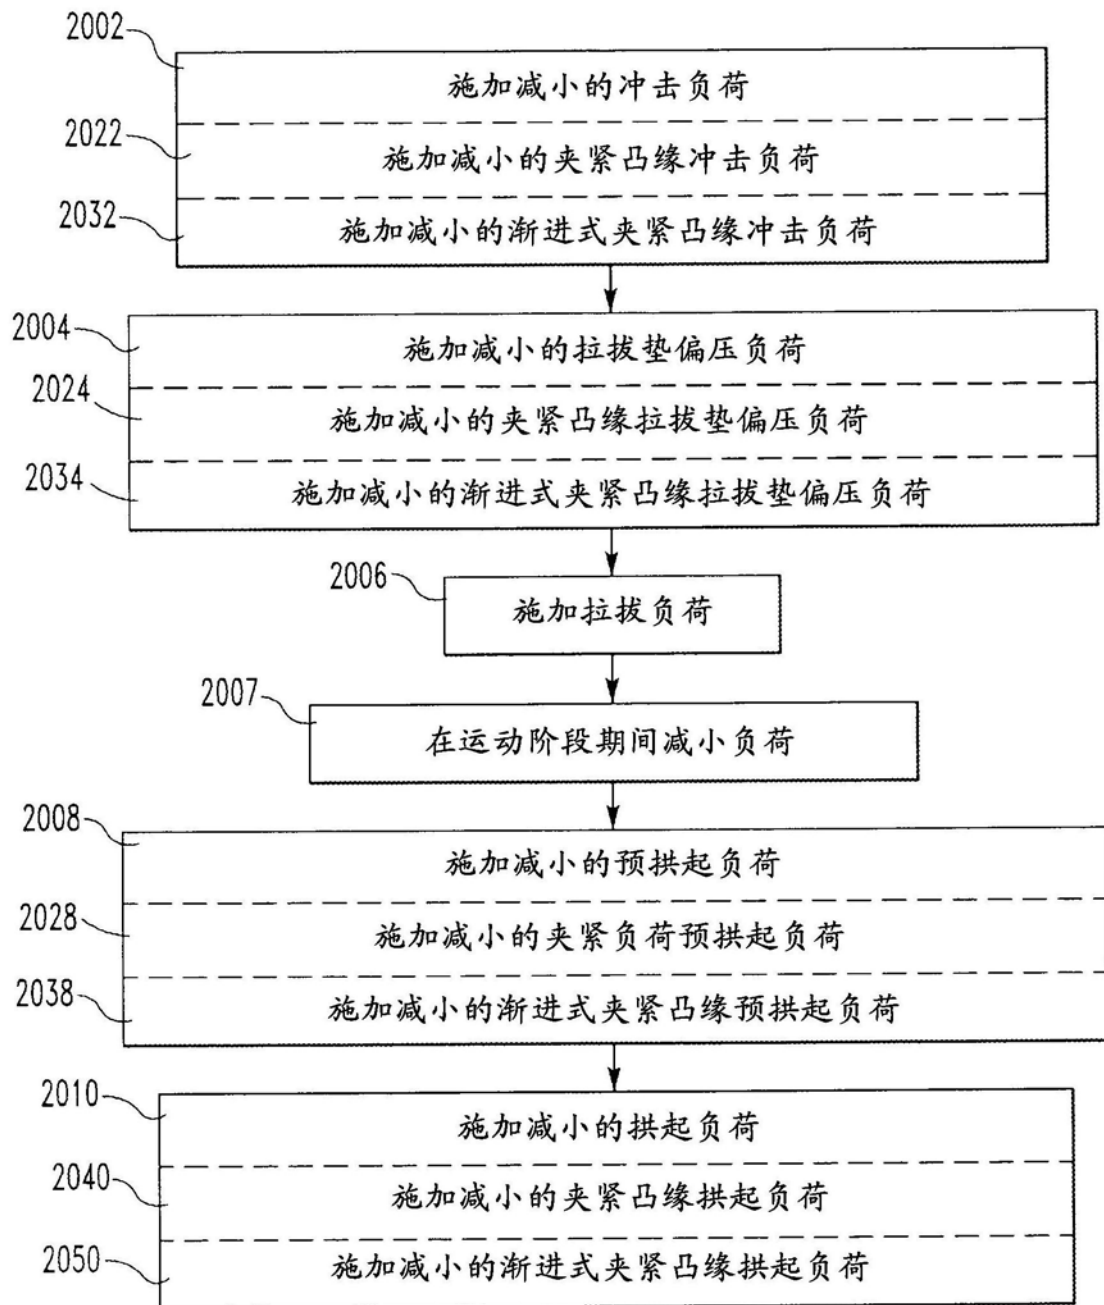 2002
施加减小的冲击负荷
2022
施加减小的夹紧凸缘冲击负荷
2032
施加减小的渐进式夹紧凸缘冲击负荷
2004
施加减小的拉拔垫偏压负荷
2024
施加减小的夹紧凸缘拉拔垫偏压负荷
2034
施加减小的渐进式夹紧凸缘拉拔垫偏压负荷
2006
施加拉拔负荷
2007
在运动阶段期间减小负荷
2008
施加减小的预拱起负荷
2028
施加减小的夹紧负荷预拱起负荷
2038
施加减小的渐进式夹紧凸缘预拱起负荷
2010
施加减小的拱起负荷
2040
施加减小的夹紧凸缘拱起负荷
2050
施加减小的渐进式夹紧凸缘拱起负荷